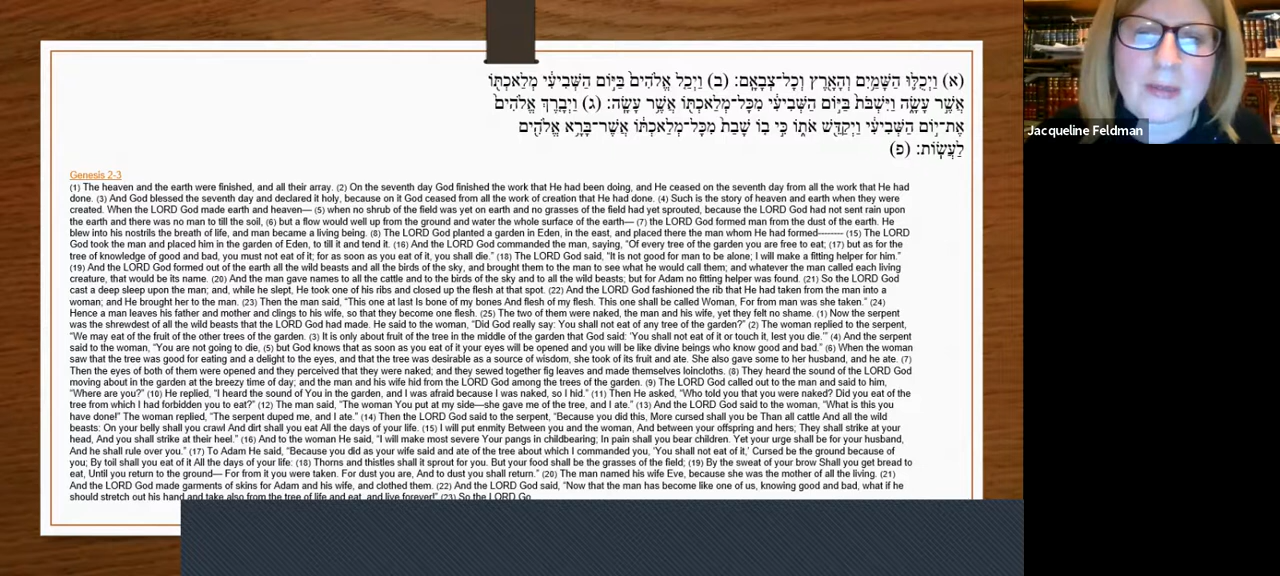 (א) וַיְכֻלּ֛וּ הַשָּׁמַ֥יִם וְהָאָ֖רֶץ וְכׇל־צְבָאָֽם׃ (ב) וַיְכַ֤ל אֱלֹהִים֙ בַּיּ֣וֹם הַשְּׁבִיעִ֔י מְלַאכְתּ֖וֹ
אֲשֶׁ֣ר עָשָׂ֑ה וַיִּשְׁבֹּת֙ בַּיּ֣וֹם הַשְּׁבִיעִ֔י מִכׇּל־מְלַאכְתּ֖וֹ אֲשֶׁ֥ר עָשָֽׂה׃ (ג) וַיְבָ֤רֶךְ אֱלֹהִים֙
אֶת־י֣וֹם הַשְּׁבִיעִ֔י וַיְקַדֵּ֖שׁ אֹת֑וֹ כִּ֣י ב֤וֹ שָׁבַת֙ מִכׇּל־מְלַאכְתּ֔וֹ אֲשֶׁר־בָּרָ֥א אֱלֹהִ֖ים
לַעֲשֽׂוֹת׃ (פ)
Genesis 2-3
(1) The heaven and the earth were finished, and all their array. (2) On the seventh day God finished the work that He had been doing, and He ceased on the seventh day from all the work that He had
done. (3) And God blessed the seventh day and declared it holy, because on it God ceased from all the work of creation that He had done. (4) Such is the story of heaven and earth when they were
created. When the LORD God made earth and heaven— (5) when no shrub of the field was yet on earth and no grasses of the field had yet sprouted, because the LORD God had not sent rain upon
the earth and there was no man to till the soil, (6) but a flow would well up from the ground and water the whole surface of the earth— (7) the LORD God formed man from the dust of the earth. He
blew into his nostrils the breath of life, and man became a living being. (8) The LORD God planted a garden in Eden, in the east, and placed there the man whom He had formed-------- (15) The LORD
God took the man and placed him in the garden of Eden, to till it and tend it. (16) And the LORD God commanded the man, saying, “Of every tree of the garden you are free to eat; (17) but as for the
tree of knowledge of good and bad, you must not eat of it; for as soon as you eat of it, you shall die.” (18) The LORD God said, “It is not good for man to be alone; I will make a fitting helper for him.”
(19) And the LORD God formed out of the earth all the wild beasts and all the birds of the sky, and brought them to the man to see what he would call them; and whatever the man called each living
creature, that would be its name. (20) And the man gave names to all the cattle and to the birds of the sky and to all the wild beasts; but for Adam no fitting helper was found. (21) So the LORD God
cast a deep sleep upon the man; and, while he slept, He took one of his ribs and closed up the flesh at that spot. (22) And the LORD God fashioned the rib that He had taken from the man into a
woman; and He brought her to the man. (23) Then the man said, “This one at last Is bone of my bones And flesh of my flesh. This one shall be called Woman, For from man was she taken.” (24)
Hence a man leaves his father and mother and clings to his wife, so that they become one flesh. (25) The two of them were naked, the man and his wife, yet they felt no shame. (1) Now the serpent
was the shrewdest of all the wild beasts that the LORD God had made. He said to the woman, “Did God really say: You shall not eat of any tree of the garden?” (2) The woman replied to the serpent,
“We may eat of the fruit of the other trees of the garden. (3) It is only about fruit of the tree in the middle of the garden that God said: ‘You shall not eat of it or touch it, lest you die.’” (4) And the serpent
said to the woman, “You are not going to die, (5) but God knows that as soon as you eat of it your eyes will be opened and you will be like divine beings who know good and bad.” (6) When the woman
saw that the tree was good for eating and a delight to the eyes, and that the tree was desirable as a source of wisdom, she took of its fruit and ate. She also gave some to her husband, and he ate. (7)
Then the eyes of both of them were opened and they perceived that they were naked; and they sewed together fig leaves and made themselves loincloths. (8) They heard the sound of the LORD God
moving about in the garden at the breezy time of day; and the man and his wife hid from the LORD God among the trees of the garden. (9) The LORD God called out to the man and said to him,
“Where are you?” (10) He replied, “I heard the sound of You in the garden, and I was afraid because I was naked, so I hid.” (11) Then He asked, “Who told you that you were naked? Did you eat of the
tree from which I had forbidden you to eat?” (12) The man said, “The woman You put at my side—she gave me of the tree, and I ate.” (13) And the LORD God said to the woman, “What is this you
have done!” The woman replied, “The serpent duped me, and I ate.” (14) Then the LORD God said to the serpent, “Because you did this, More cursed shall you be Than all cattle And all the wild
beasts: On your belly shall you crawl And dirt shall you eat All the days of your life. (15) I will put enmity Between you and the woman, And between your offspring and hers; They shall strike at your
head, And you shall strike at their heel.” (16) And to the woman He said, “I will make most severe Your pangs in childbearing; In pain shall you bear children. Yet your urge shall be for your husband,
And he shall rule over you.” (17) To Adam He said, “Because you did as your wife said and ate of the tree about which I commanded you, ‘You shall not eat of it,’ Cursed be the ground because of
you; By toil shall you eat of it All the days of your life: (18) Thorns and thistles shall it sprout for you. But your food shall be the grasses of the field; (19) By the sweat of your brow Shall you get bread to
eat, Until you return to the ground— For from it you were taken. For dust you are, And to dust you shall return.” (20) The man named his wife Eve, because she was the mother of all the living. (21)
And the LORD God made garments of skins for Adam and his wife, and clothed them. (22) And the LORD God said, “Now that the man has become like one of us, knowing good and bad, what if he
should stretch out his hand and take also from the tree of life and eat, and live forever!” (23) So the LORD Go
Jacqueline Feldman